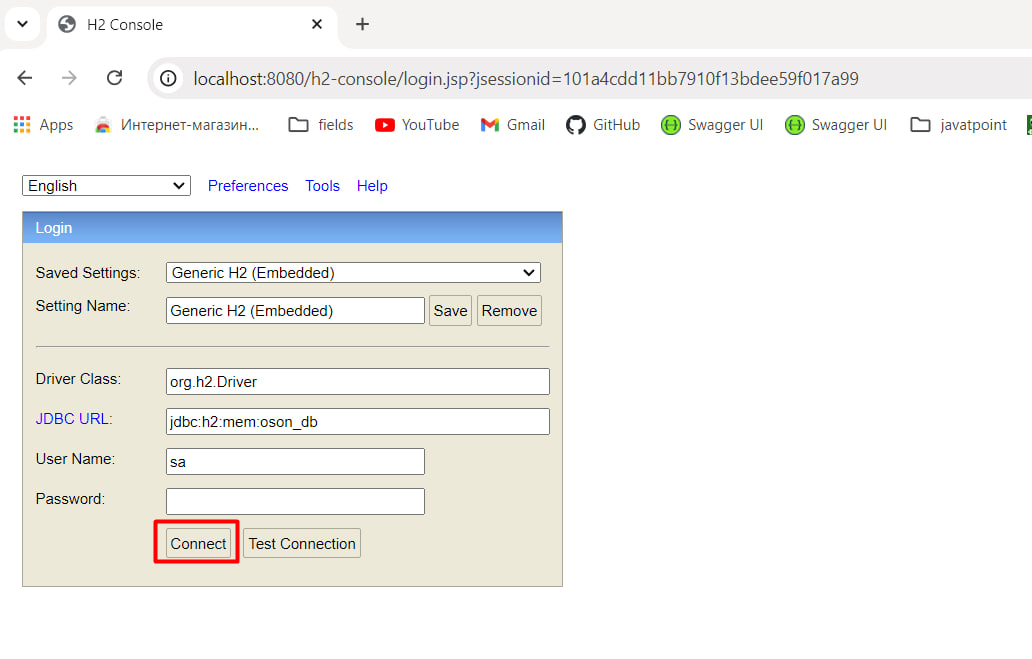 H2 Console
localhost:8080/h2-console/login.jsp?jsessionid=101a4cdd11bb7910f13bdee59f017a99
Apps Интернет-магазин... fields YouTube Gmail GitHub Swagger UI Swagger UI javatpoint
English Preferences Tools Help
Login
Saved Settings: Generic H2 (Embedded)
Setting Name: Generic H2 (Embedded) Save Remove
Driver Class: org.h2.Driver
JDBC URL: jdbc:h2:mem:oson_db
User Name: sa
Password:
Connect Test Connection